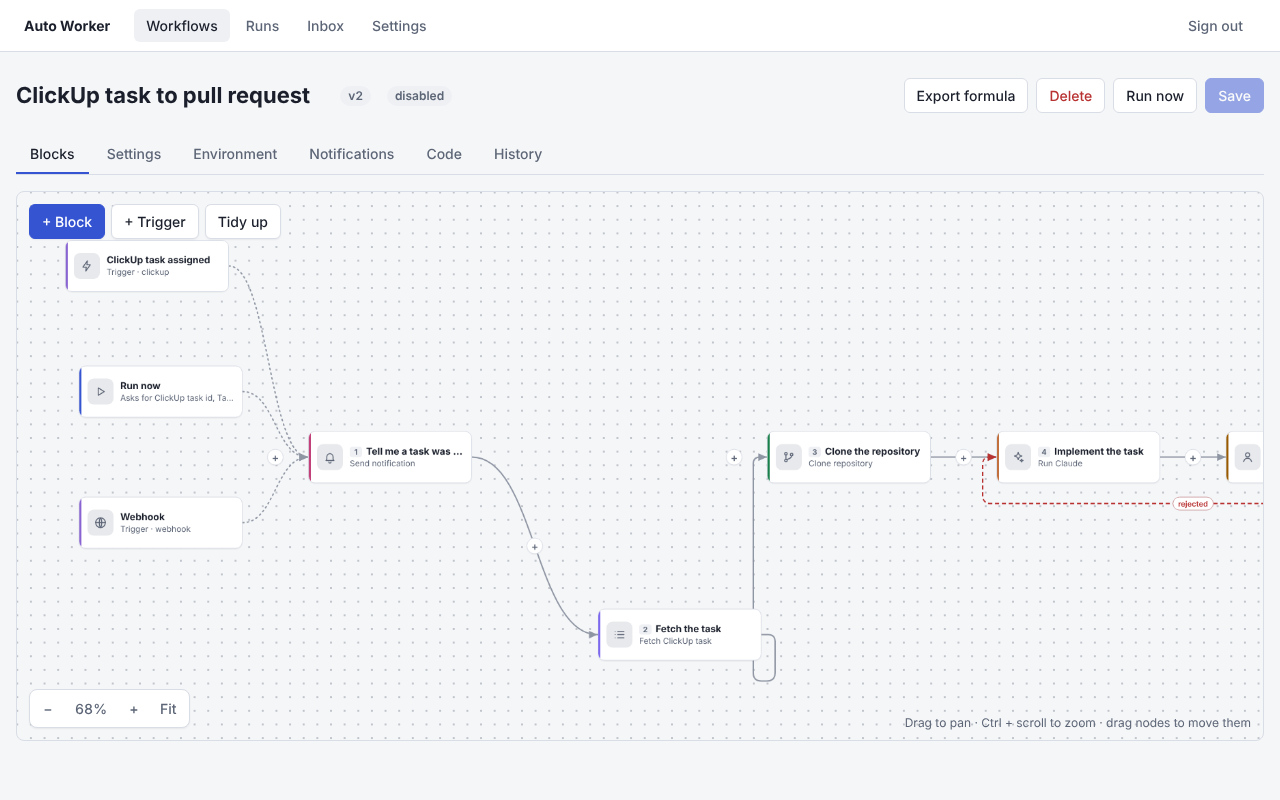 Auto Worker
Workflows
Runs
Inbox
Settings
Sign out
ClickUp task to pull request
v2
disabled
Export formula
Delete
Run now
Save
Blocks
Settings
Environment
Notifications
Code
History
+ Block
+ Trigger
Tidy up
ClickUp task assigned
Trigger · clickup
Run now
Asks for ClickUp task id, Ta...
+
1 Tell me a task was ...
Send notification
+
3 Clone the repository
Clone repository
+
4 Implement the task
Run Claude
+
rejected
Webhook
Trigger · webhook
+
2 Fetch the task
Fetch ClickUp task
− 68% + Fit
Drag to pan · Ctrl + scroll to zoom · drag nodes to move them